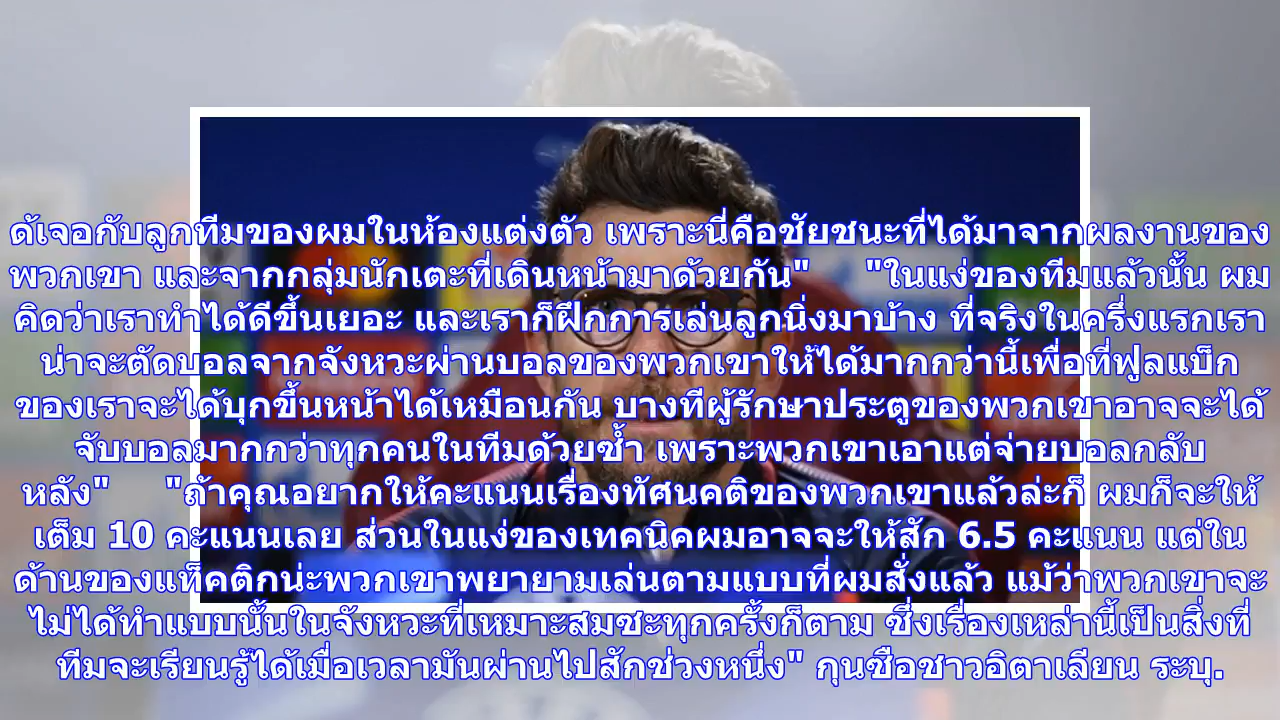 ด้เจอกับลูกทีมของผมในห้องแต่งตัว เพราะนี่คือชัยชนะที่ได้มาจากผลงานของ
พวกเขา และจากกลุ่มนักเตะที่เดินหน้ามาด้วยกัน"     "ในแง่ของทีมแล้วนั้น ผม
คิดว่าเราทำได้ดีขึ้นเยอะ และเราก็ฝึกการเล่นลูกนิ่งมาบ้าง ที่จริงในครึ่งแรกเรา
น่าจะตัดบอลจากจังหวะผ่านบอลของพวกเขาให้ได้มากกว่านี้เพื่อที่ฟูลแบ็ก
ของเราจะได้บุกขึ้นหน้าได้เหมือนกัน บางทีผู้รักษาประตูของพวกเขาอาจจะได้
จับบอลมากกว่าทุกคนในทีมด้วยซ้ำ เพราะพวกเขาเอาแต่จ่ายบอลกลับ
หลัง"     "ถ้าคุณอยากให้คะแนนเรื่องทัศนคติของพวกเขาแล้วล่ะก็ ผมก็จะให้
เต็ม 10 คะแนนเลย ส่วนในแง่ของเทคนิคผมอาจจะให้สัก 6.5 คะแนน แต่ใน
ด้านของแท็คติกน่ะพวกเขาพยายามเล่นตามแบบที่ผมสั่งแล้ว แม้ว่าพวกเขาจะ
ไม่ได้ทำแบบนั้นในจังหวะที่เหมาะสมซะทุกครั้งก็ตาม ซึ่งเรื่องเหล่านี้เป็นสิ่งที่
ทีมจะเรียนรู้ได้เมื่อเวลามันผ่านไปสักช่วงหนึ่ง" กุนซือชาวอิตาเลียน ระบุ.